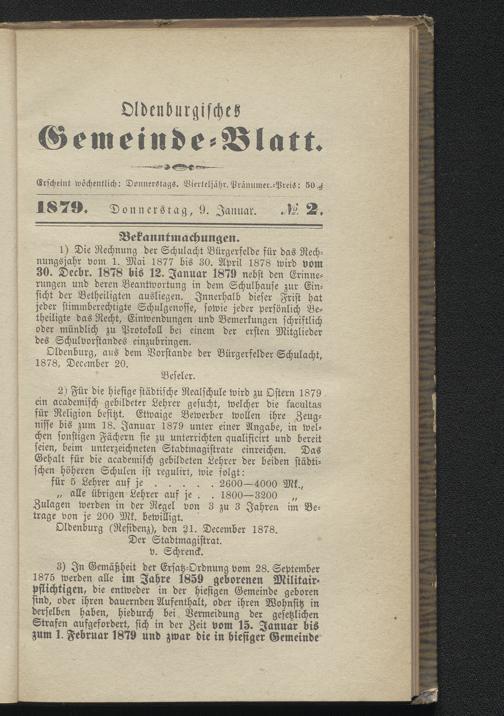 Oldenburgisches
Gemeinde-Blatt.
Erscheint wöchentlich: Donnerstags. Vierteljähr. Pränumer.-Preis: 50 ₰
1879. Donnerstag, 9. Januar. № 2.
Bekanntmachungen.
1) Die Rechnung der Schulacht Bürgerfelde für das Rech-
nungsjahr vom 1. Mai 1877 bis 30. April 1878 wird vom
30. Decbr. 1878 bis 12. Januar 1879 nebst den Erinne-
rungen und deren Beantwortung in dem Schulhause zur Ein-
sicht der Betheiligten ausliegen. Innerhalb dieser Frist hat
jeder stimmberechtigte Schulgenosse, sowie jeder persönlich Be-
theiligte das Recht, Einwendungen und Bemerkungen schriftlich
oder mündlich zu Protokoll bei einem der ersten Mitglieder
des Schulvorstandes einzubringen.
Oldenburg, aus dem Vorstande der Bürgerfelder Schulacht,
1878, December 20.
Beseler.
2) Für die hiesige städtische Realschule wird zu Ostern 1879
ein academisch gebildeter Lehrer gesucht, welcher die facultas
für Religion besitzt. Etwaige Bewerber wollen ihre Zeug-
nisse bis zum 18. Januar 1879 unter einer Angabe, in wel-
chen sonstigen Fächern sie zu unterrichten qualificirt und bereit
seien, beim unterzeichneten Stadtmagistrate einreichen. Das
Gehalt für die academisch gebildeten Lehrer der beiden städti-
schen höheren Schulen ist regulirt, wie folgt:
für 5 Lehrer auf je . . . . . 2600—4000 Mk.,
„ alle übrigen Lehrer auf je . . 1800—3200 „
Zulagen werden in der Regel von 3 zu 3 Jahren im Be-
trage von je 200 Mk. bewilligt.
Oldenburg (Residenz), den 21. December 1878.
Der Stadtmagistrat.
v. Schrenck.
3) In Gemäßheit der Ersatz-Ordnung vom 28. September
1875 werden alle im Jahre 1859 geborenen Militair-
pflichtigen, die entweder in der hiesigen Gemeinde geboren
sind, oder ihren dauernden Aufenthalt, oder ihren Wohnsitz in
derselben haben, hiedurch bei Vermeidung der gesetzlichen
Strafen aufgefordert, sich in der Zeit vom 15. Januar bis
zum 1. Februar 1879 und zwar die in hiesiger Gemeinde